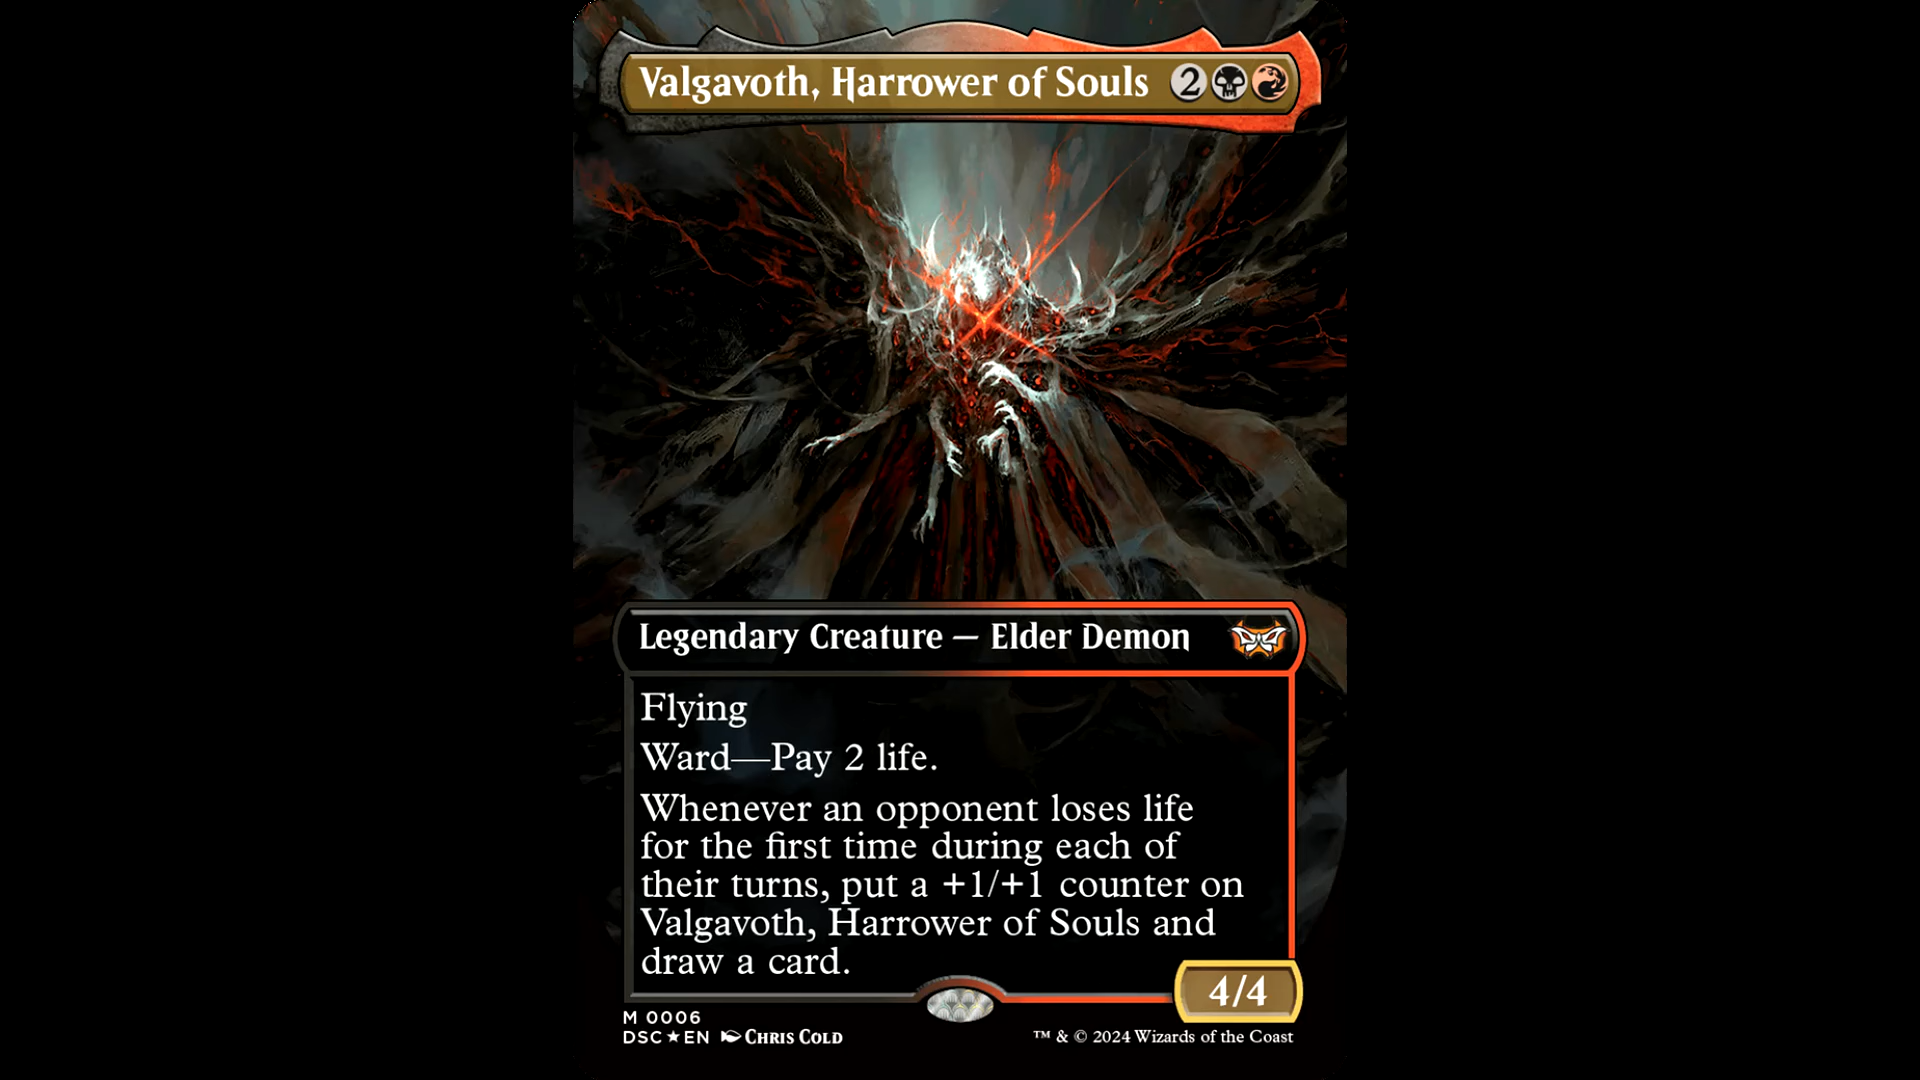 Valgavoth, Harrower of Souls 2
Legendary Creature — Elder Demon
Flying
Ward—Pay 2 life.
Whenever an opponent loses life
for the first time during each of
their turns, put a +1/+1 counter on
Valgavoth, Harrower of Souls and
draw a card.
4/4
M 0006
DSC★EN Chris Cold
™ & © 2024 Wizards of the Coast